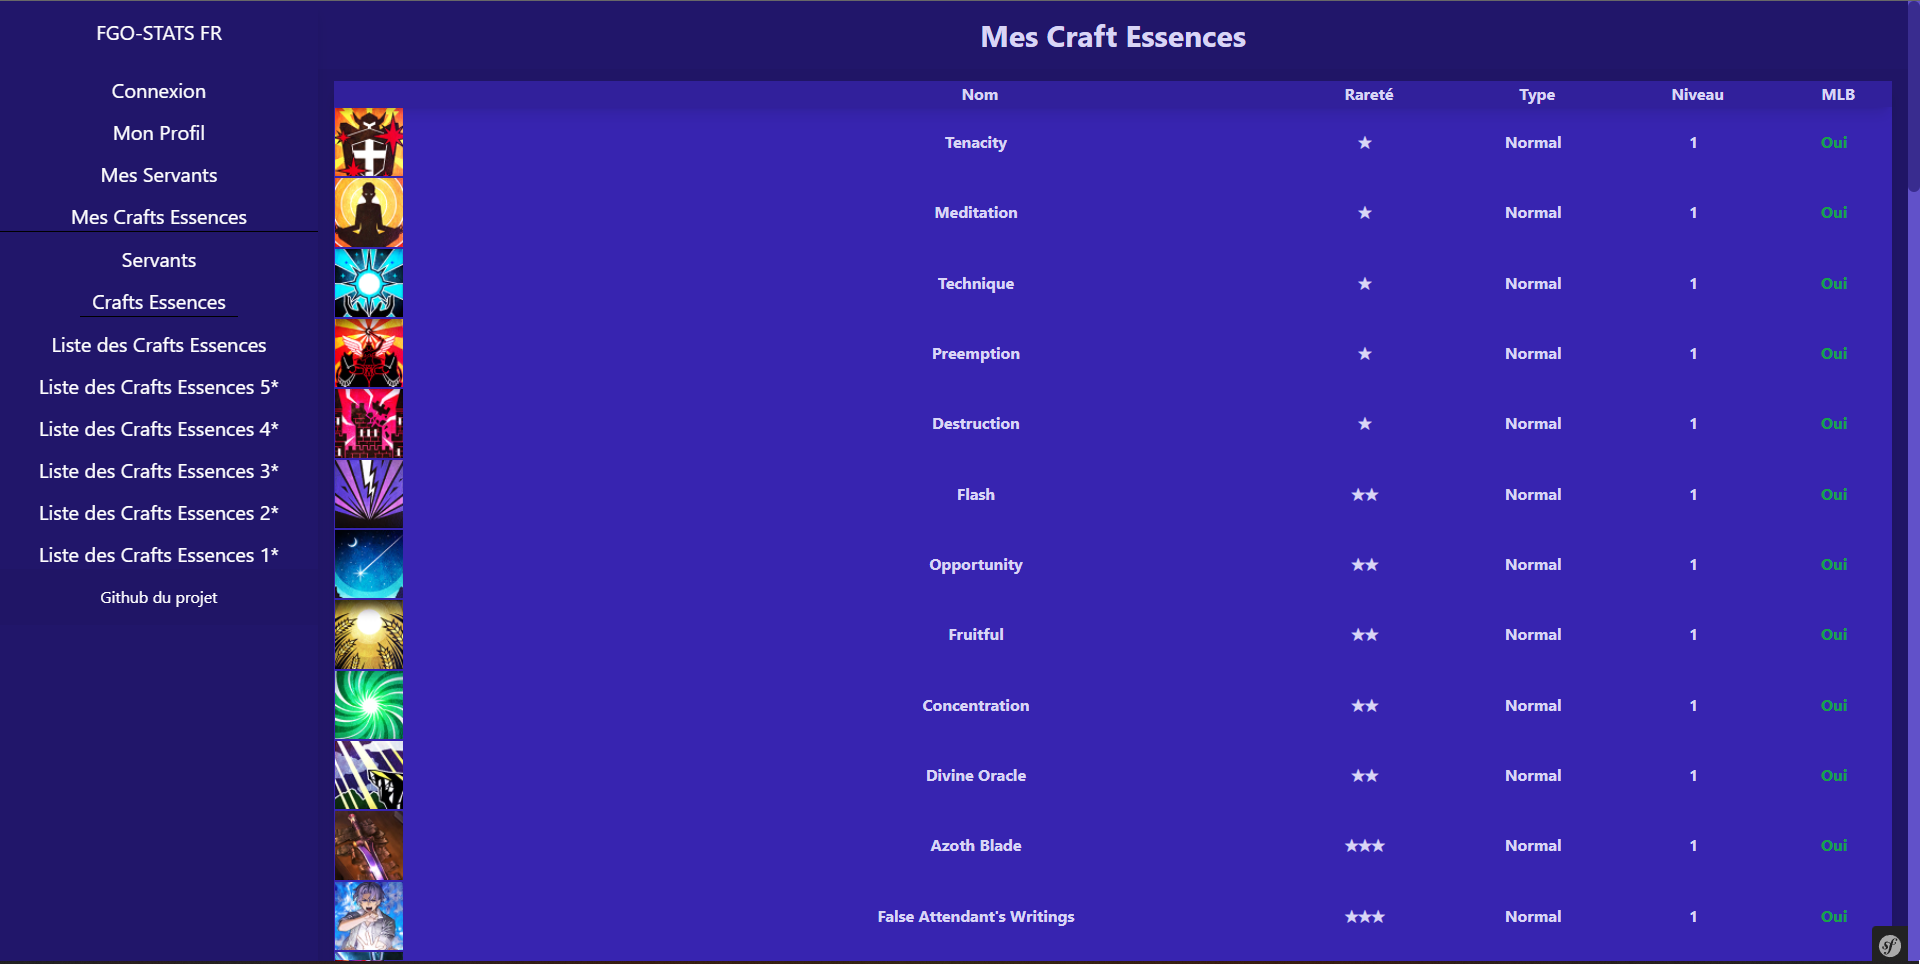 FGO-STATS FR
Connexion
Mon Profil
Mes Servants
Mes Crafts Essences
Servants
Crafts Essences
Liste des Crafts Essences
Liste des Crafts Essences 5*
Liste des Crafts Essences 4*
Liste des Crafts Essences 3*
Liste des Crafts Essences 2*
Liste des Crafts Essences 1*
Github du projet
Mes Craft Essences
Nom Rareté Type Niveau MLB
Tenacity ★ Normal 1 Oui
Meditation ★ Normal 1 Oui
Technique ★ Normal 1 Oui
Preemption ★ Normal 1 Oui
Destruction ★ Normal 1 Oui
Flash ★★ Normal 1 Oui
Opportunity ★★ Normal 1 Oui
Fruitful ★★ Normal 1 Oui
Concentration ★★ Normal 1 Oui
Divine Oracle ★★ Normal 1 Oui
Azoth Blade ★★★ Normal 1 Oui
False Attendant's Writings ★★★ Normal 1 Oui
sf